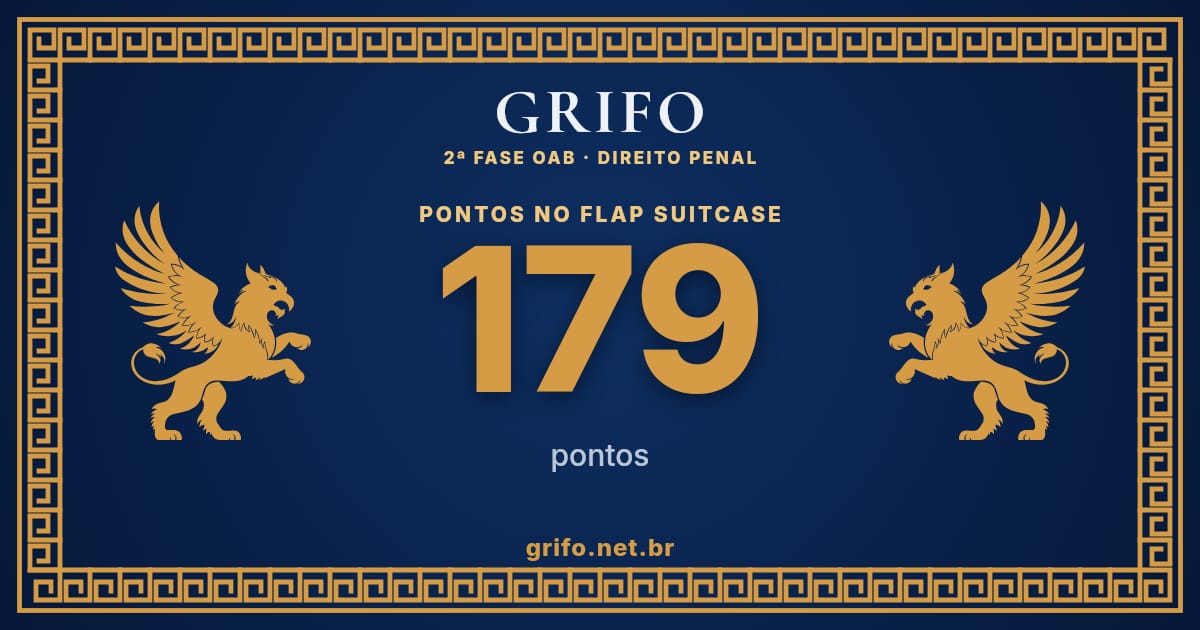 GRIFO
2ª FASE OAB · DIREITO PENAL
PONTOS NO FLAP SUITCASE
179
pontos
grifo.net.br